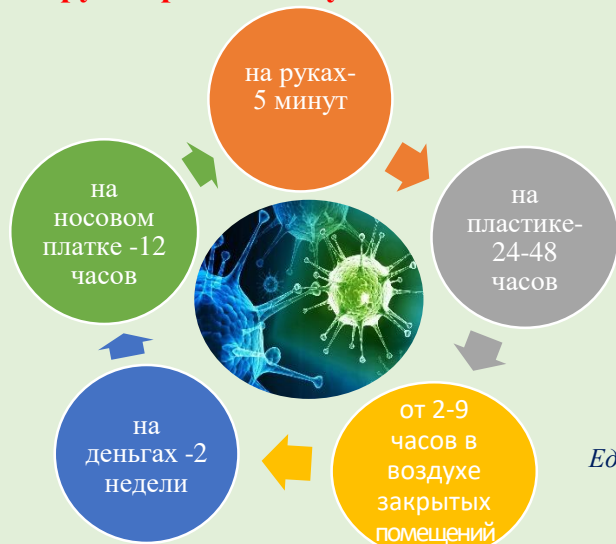 на руках-
5 минут
на
пластике-
24-48
часов
от 2-9
часов в
воздухе
закрытых
помещений
на
деньгах -2
недели
на
носовом
платке -12
часов